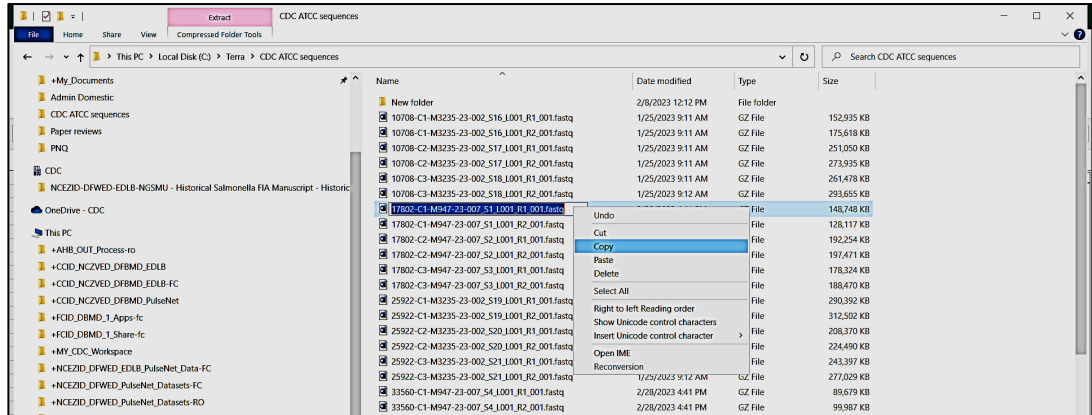 Extract CDC ATCC sequences
File Home Share View Compressed Folder Tools
This PC > Local Disk (C:) > Terra > CDC ATCC sequences Search CDC ATCC sequences
+My_Documents
Admin Domestic
CDC ATCC sequences
Paper reviews
PNQ
CDC
NCEZID-DFWED-EDLB-NGSMU - Historical Salmonella FIA Manuscript - Historic
OneDrive - CDC
This PC
+AHB_OUT_Process-ro
+CCID_NCZVED_DFBMD_EDLB
+CCID_NCZVED_DFBMD_EDLB-FC
+CCID_NCZVED_DFBMD_PulseNet
+FCID_DBMD_1_Apps-fc
+FCID_DBMD_1_Share-fc
+MY_CDC_Workspace
+NCEZID_DFWED_EDLB_PulseNet_Data-FC
+NCEZID_DFWED_PulseNet_Datasets-FC
+NCEZID_DFWED_PulseNet_Datasets-RO
Name Date modified Type Size
New folder 2/8/2023 12:12 PM File folder
10708-C1-M3235-23-002_S16_L001_R1_001.fastq 1/25/2023 9:11 AM GZ File 152,935 KB
10708-C1-M3235-23-002_S16_L001_R2_001.fastq 1/25/2023 9:11 AM GZ File 175,618 KB
10708-C2-M3235-23-002_S17_L001_R1_001.fastq 1/25/2023 9:11 AM GZ File 251,050 KB
10708-C2-M3235-23-002_S17_L001_R2_001.fastq 1/25/2023 9:11 AM GZ File 273,935 KB
10708-C3-M3235-23-002_S18_L001_R1_001.fastq 1/25/2023 9:11 AM GZ File 261,478 KB
10708-C3-M3235-23-002_S18_L001_R2_001.fastq 1/25/2023 9:12 AM GZ File 293,655 KB
17802-C1-M947-23-007_S1_L001_R1_001.fastq File 148,748 KB
17802-C1-M947-23-007_S1_L001_R2_001.fastq File 128,117 KB
17802-C2-M947-23-007_S2_L001_R1_001.fastq File 192,254 KB
17802-C2-M947-23-007_S2_L001_R2_001.fastq File 197,471 KB
17802-C3-M947-23-007_S3_L001_R1_001.fastq File 178,324 KB
17802-C3-M947-23-007_S3_L001_R2_001.fastq File 188,470 KB
25922-C1-M3235-23-002_S19_L001_R1_001.fastq File 290,392 KB
25922-C1-M3235-23-002_S19_L001_R2_001.fastq File 312,502 KB
25922-C2-M3235-23-002_S20_L001_R1_001.fastq File 208,370 KB
25922-C2-M3235-23-002_S20_L001_R2_001.fastq File 224,490 KB
25922-C3-M3235-23-002_S21_L001_R1_001.fastq File 243,397 KB
25922-C3-M3235-23-002_S21_L001_R2_001.fastq 1/25/2023 9:12 AM GZ File 277,029 KB
33560-C1-M947-23-007_S4_L001_R1_001.fastq 2/28/2023 4:41 PM GZ File 89,679 KB
33560-C1-M947-23-007_S4_L001_R2_001.fastq 2/28/2023 4:41 PM GZ File 99,987 KB
Undo
Cut
Copy
Paste
Delete
Select All
Right to left Reading order
Show Unicode control characters
Insert Unicode control character
Open IME
Reconversion